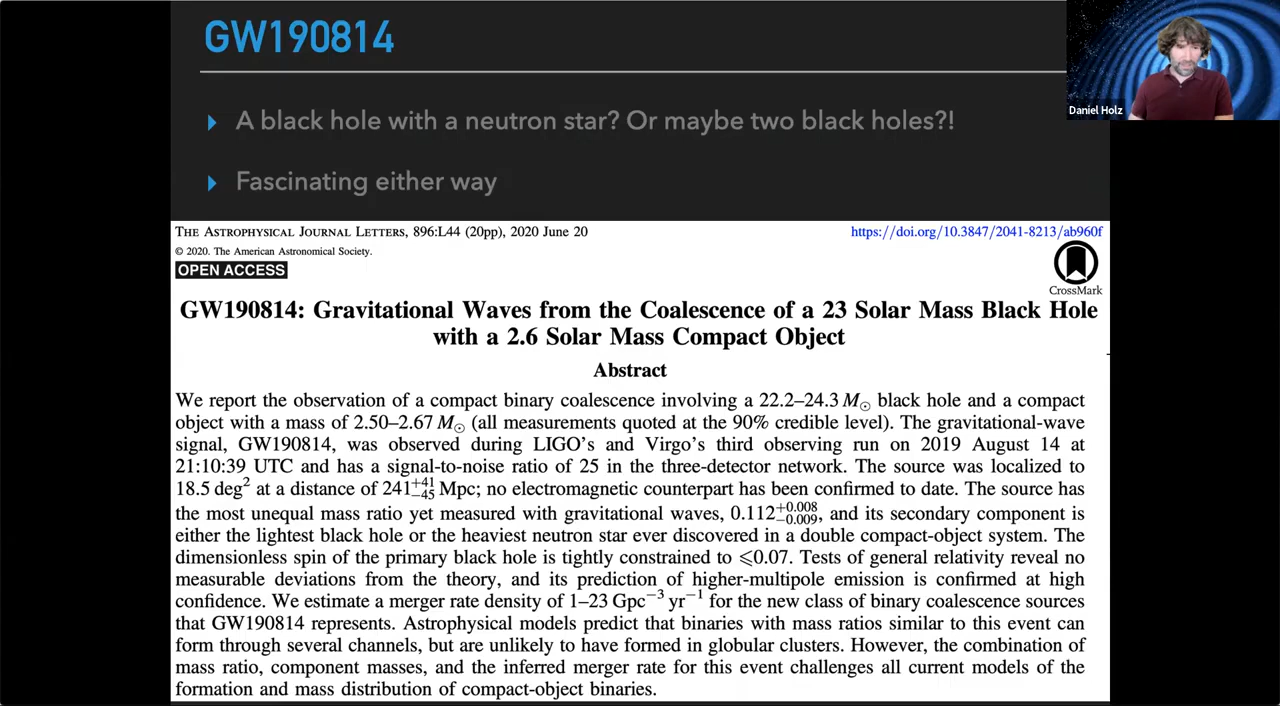 GW190814
Daniel Holz
A black hole with a neutron star? Or maybe two black holes?!
Fascinating either way
THE ASTROPHYSICAL JOURNAL LETTERS, 896:L44 (20pp), 2020 June 20
https://doi.org/10.3847/2041-8213/ab960f
© 2020. The American Astronomical Society.
OPEN ACCESS
CrossMark
GW190814: Gravitational Waves from the Coalescence of a 23 Solar Mass Black Hole
with a 2.6 Solar Mass Compact Object
Abstract
We report the observation of a compact binary coalescence involving a 22.2–24.3 M⊙ black hole and a compact
object with a mass of 2.50–2.67 M⊙ (all measurements quoted at the 90% credible level). The gravitational-wave
signal, GW190814, was observed during LIGO's and Virgo's third observing run on 2019 August 14 at
21:10:39 UTC and has a signal-to-noise ratio of 25 in the three-detector network. The source was localized to
18.5 deg² at a distance of 241+41−45 Mpc; no electromagnetic counterpart has been confirmed to date. The source has
the most unequal mass ratio yet measured with gravitational waves, 0.112+0.008−0.009, and its secondary component is
either the lightest black hole or the heaviest neutron star ever discovered in a double compact-object system. The
dimensionless spin of the primary black hole is tightly constrained to ⩽0.07. Tests of general relativity reveal no
measurable deviations from the theory, and its prediction of higher-multipole emission is confirmed at high
confidence. We estimate a merger rate density of 1–23 Gpc⁻³ yr⁻¹ for the new class of binary coalescence sources
that GW190814 represents. Astrophysical models predict that binaries with mass ratios similar to this event can
form through several channels, but are unlikely to have formed in globular clusters. However, the combination of
mass ratio, component masses, and the inferred merger rate for this event challenges all current models of the
formation and mass distribution of compact-object binaries.